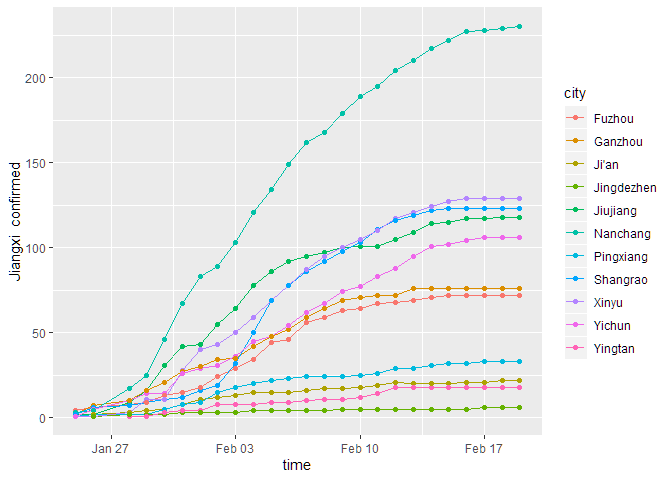 200
150
100
50
0
Jiangxi confirmed
Jan 27
Feb 03
Feb 10
Feb 17
time
city
Fuzhou
Ganzhou
Ji'an
Jingdezhen
Jiujiang
Nanchang
Pingxiang
Shangrao
Xinyu
Yichun
Yingtan